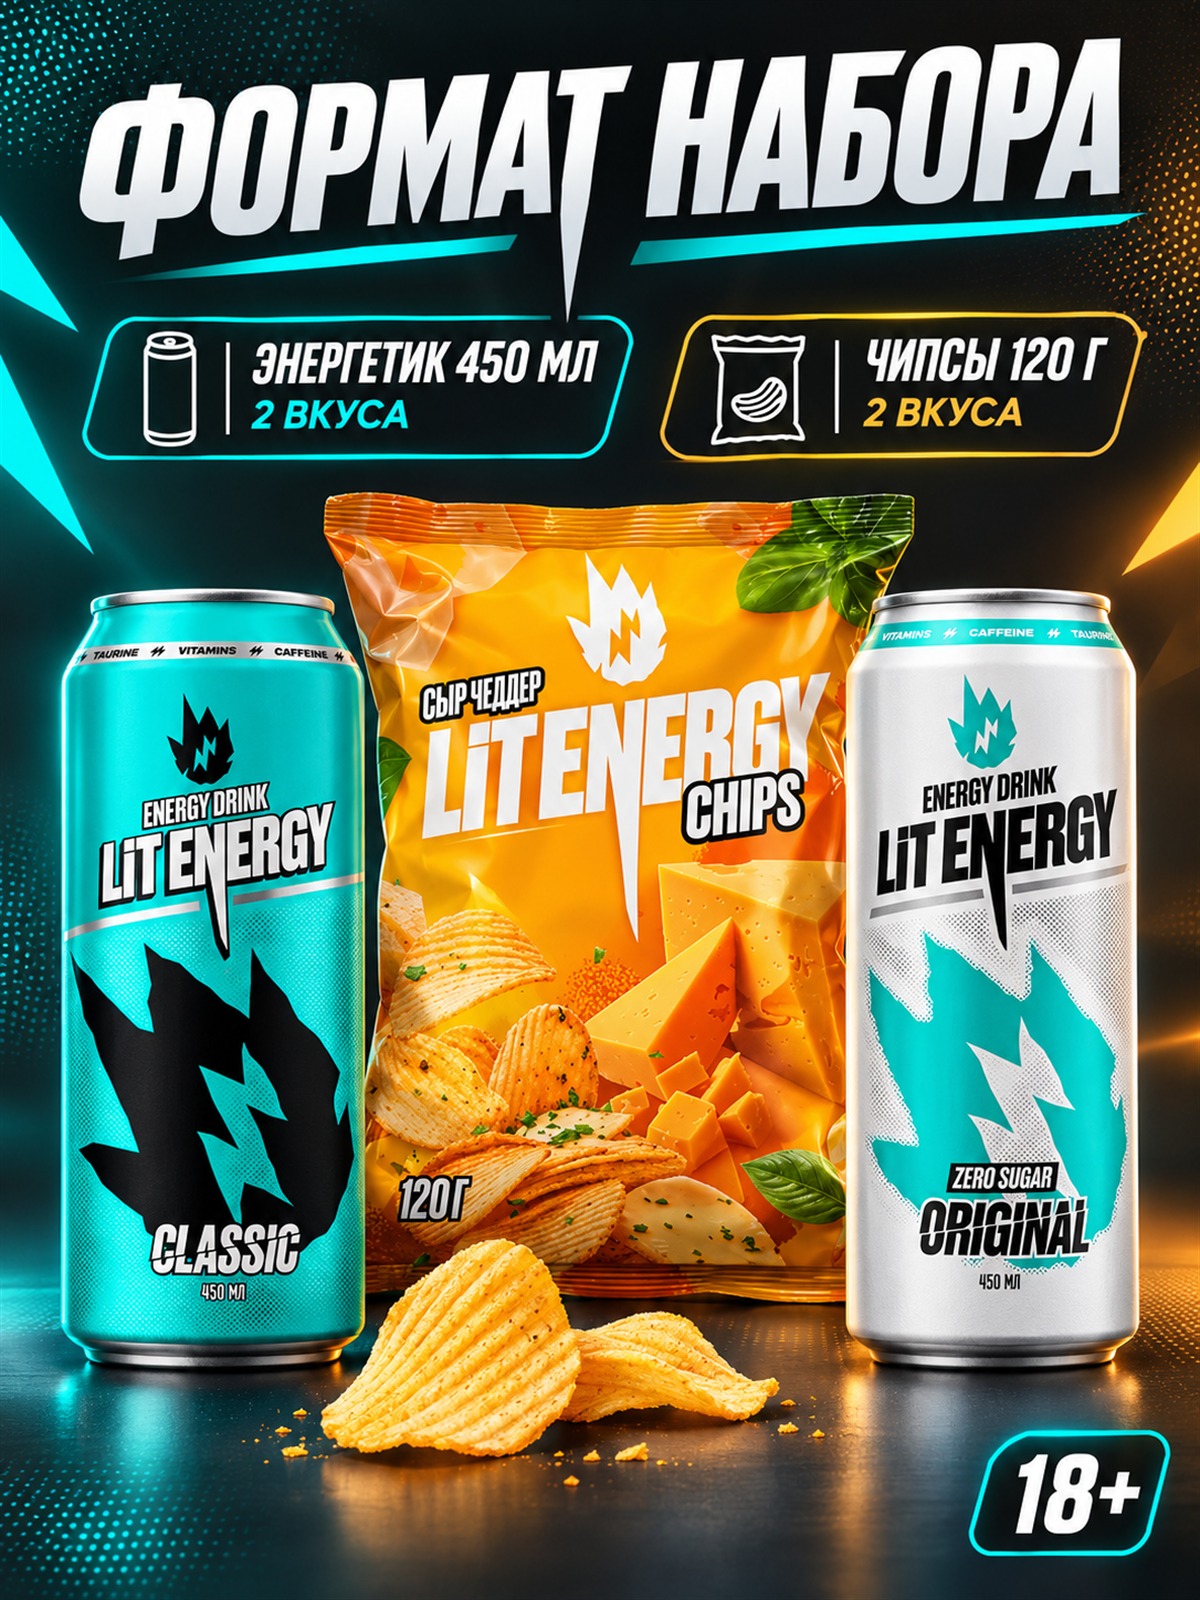 ФОРМАТ НАБОРА
ЭНЕРГЕТИК 450 МЛ
2 ВКУСА
ЧИПСЫ 120 Г
2 ВКУСА
TAURINE VITAMINS CAFFEINE
ENERGY DRINK
LiT ENERGY
CLASSIC
450 МЛ
СЫР ЧЕДДЕР
LiT ENERGY
CHIPS
120Г
VITAMINS CAFFEINE TAURINE
ENERGY DRINK
LiT ENERGY
ZERO SUGAR
ORIGINAL
450 МЛ
18+